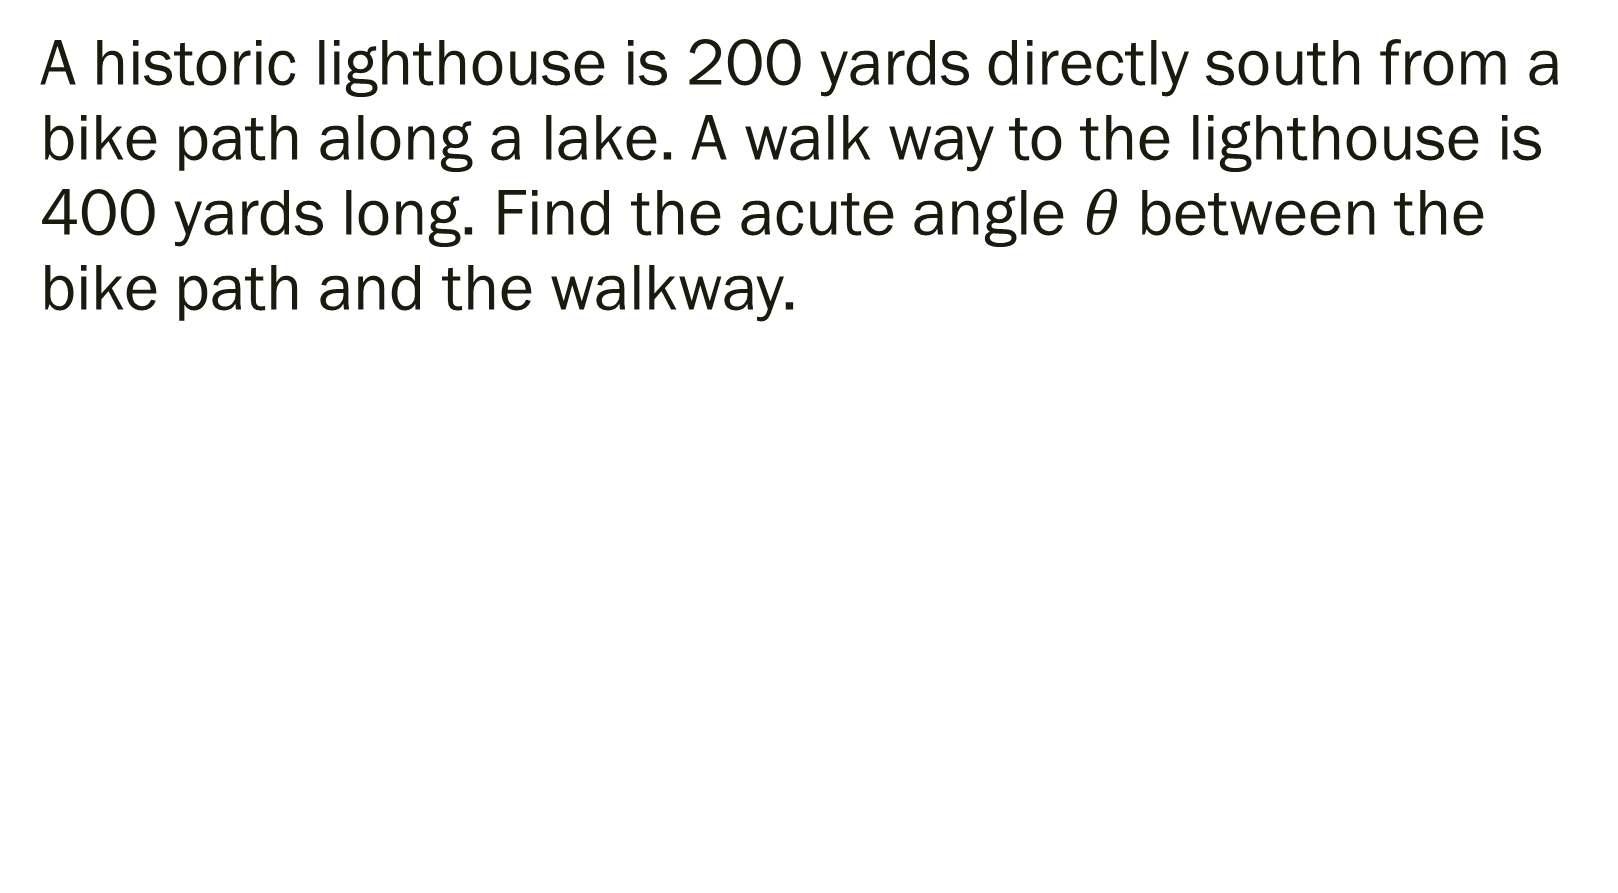 A historic lighthouse is 200 yards directly south from a
bike path along a lake. A walk way to the lighthouse is
400 yards long. Find the acute angle θ between the
bike path and the walkway.